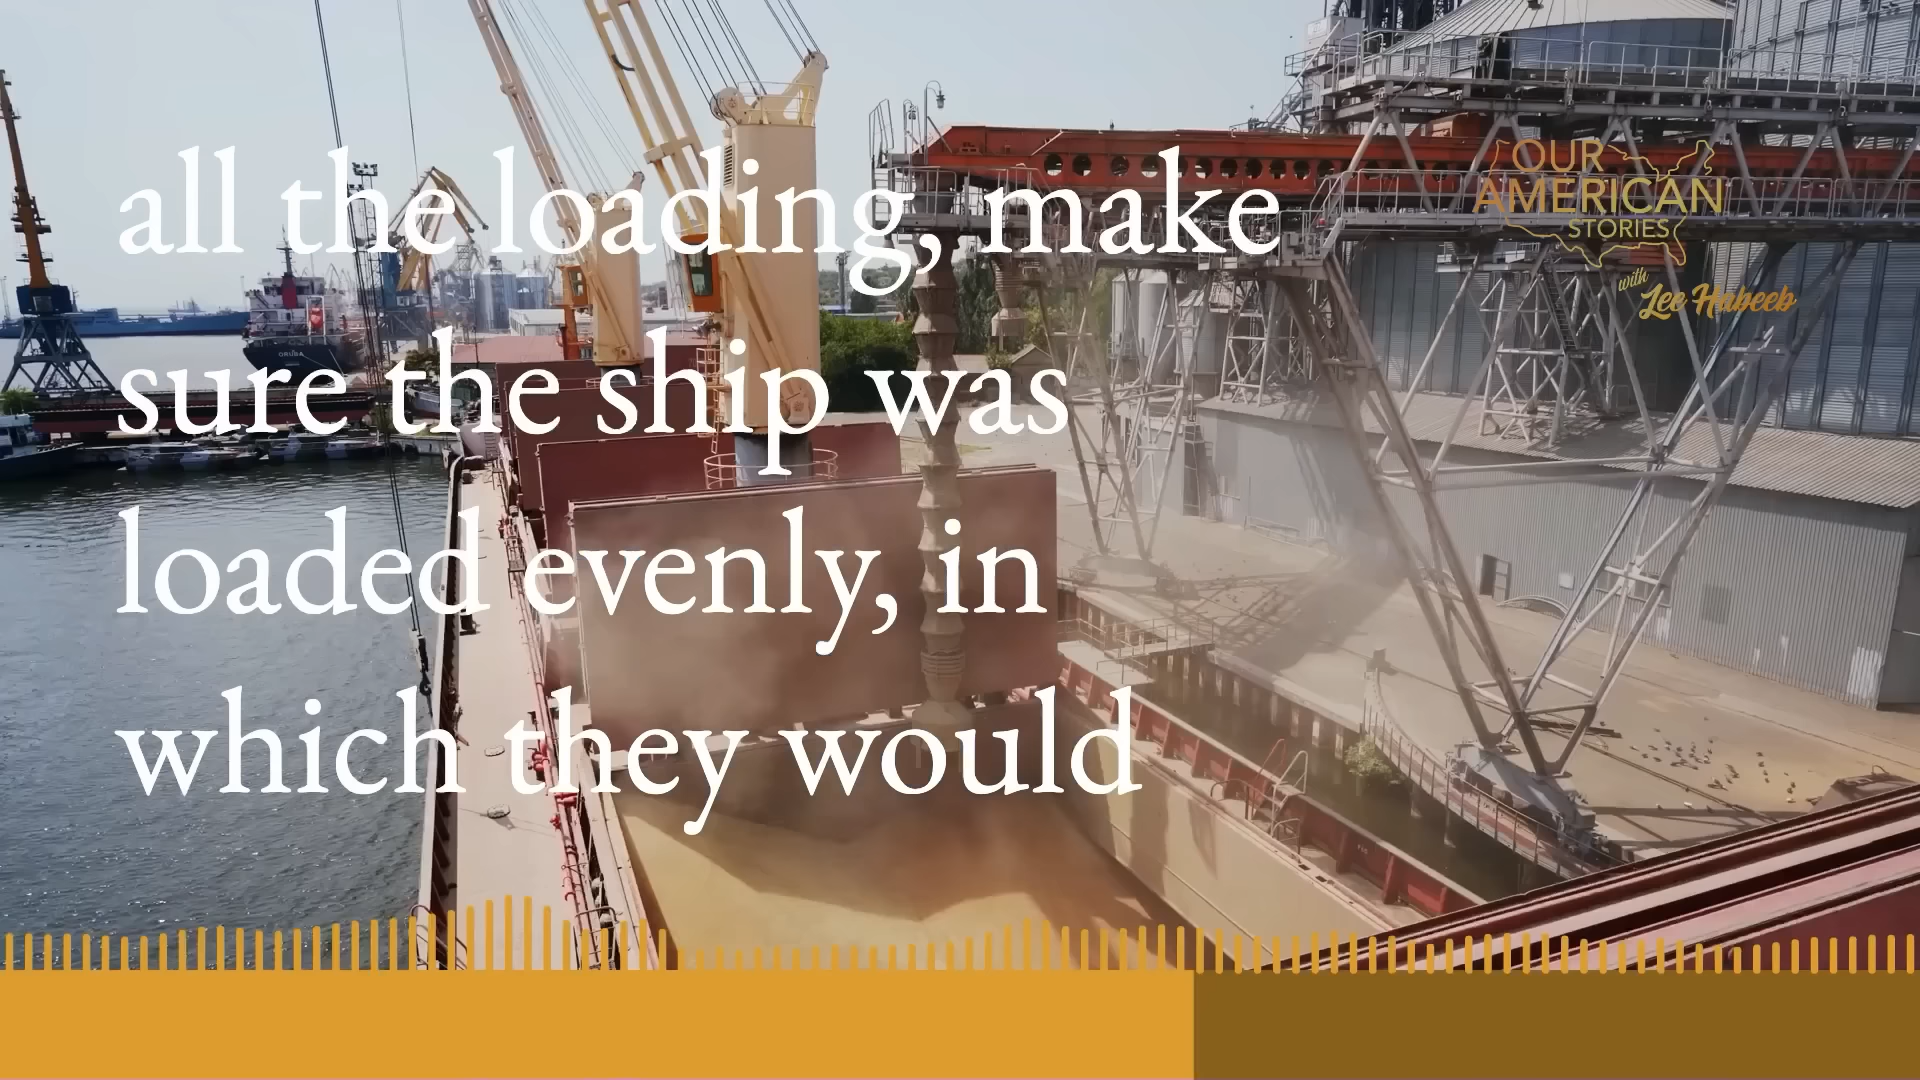 all the loading, make
sure the ship was
loaded evenly, in
which they would
OUR
AMERICAN
STORIES
with
Lee Habeeb
ORUBA